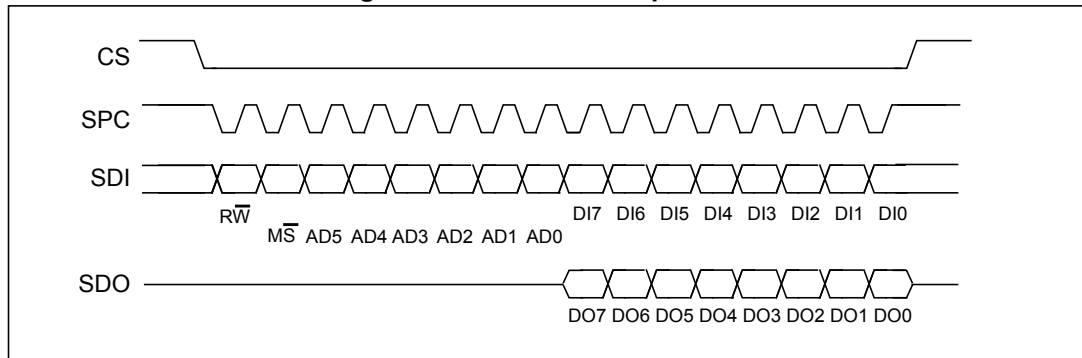 CS
SPC
SDI
RW̅
DI7 DI6 DI5 DI4 DI3 DI2 DI1 DI0
MS̅ AD5 AD4 AD3 AD2 AD1 AD0
SDO
DO7 DO6 DO5 DO4 DO3 DO2 DO1 DO0